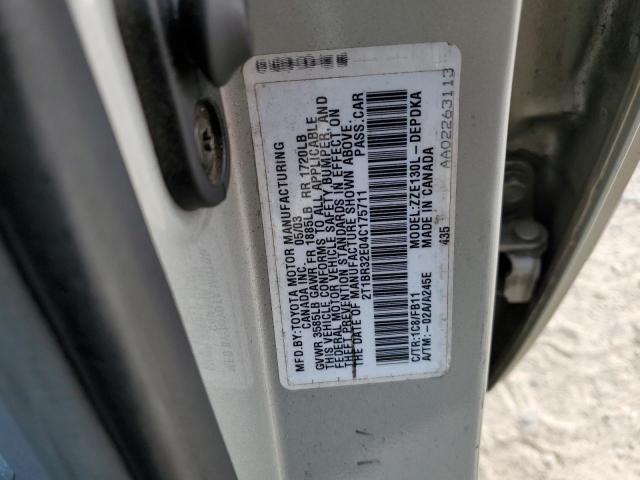 MFD.BY:TOYOTA MOTOR MANUFACTURING
CANADA INC. 05/03
GVWR 3585LB GAWR FR 1885LB RR 1720LB
THIS VEHICLE CONFORMS TO ALL APPLICABLE
FEDERAL MOTOR VEHICLE SAFETY, BUMPER, AND
THEFT PREVENTION STANDARDS IN EFFECT ON
THE DATE OF MANUFACTURE SHOWN ABOVE.
2T1BR32E04C175711 PASS.CAR
C/TR:1C8/FB11 MODEL:ZZE130L-DEPDKA
A/TM:-02A/A245E 435 MADE IN CANADA
AA02263113